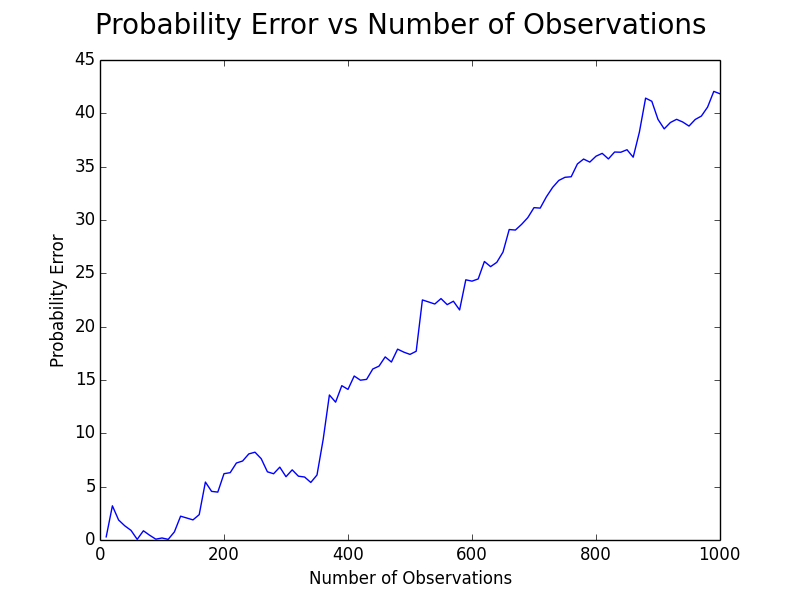 Probability Error vs Number of Observations
45
40
35
30
25
20
15
10
5
0
Probability Error
0 200 400 600 800 1000
Number of Observations